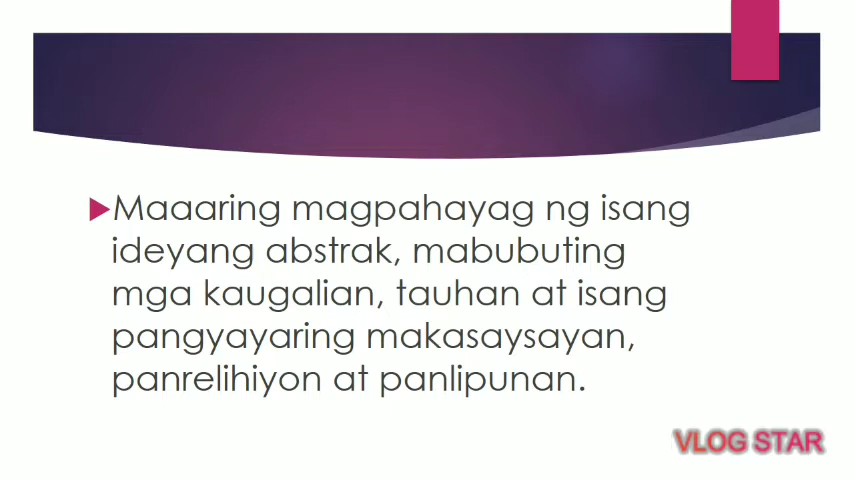 Maaaring magpahayag ng isang
ideyang abstrak, mabubuting
mga kaugalian, tauhan at isang
pangyayaring makasaysayan,
panrelihiyon at panlipunan.
VLOG STAR